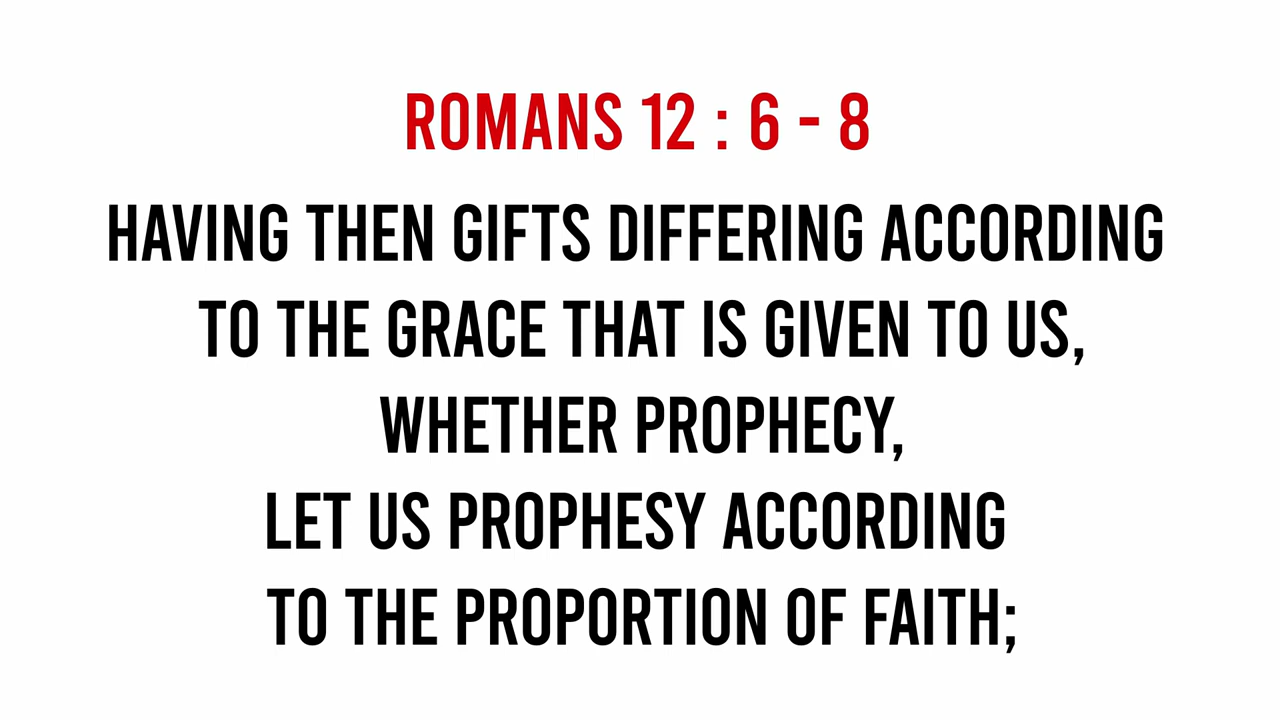 ROMANS 12 : 6 - 8
HAVING THEN GIFTS DIFFERING ACCORDING
TO THE GRACE THAT IS GIVEN TO US,
WHETHER PROPHECY,
LET US PROPHESY ACCORDING
TO THE PROPORTION OF FAITH;